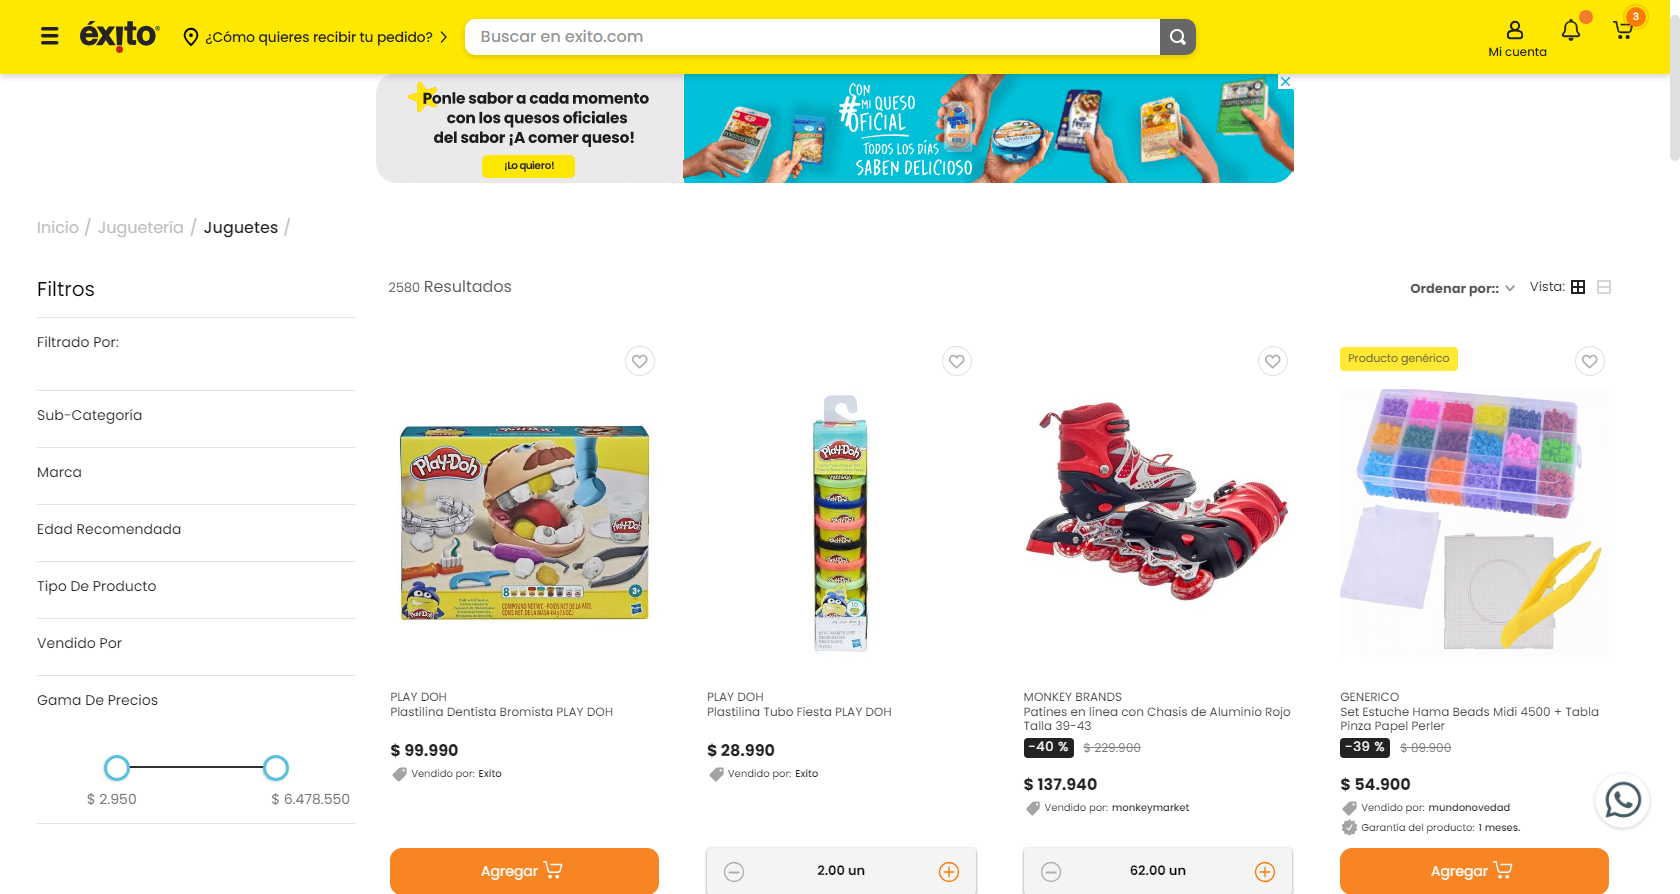 éxito
¿Cómo quieres recibir tu pedido?
Buscar en exito.com
Mi cuenta
3
Ponle sabor a cada momento
con los quesos oficiales
del sabor ¡A comer queso!
¡Lo quiero!
CON
MI QUESO
#OFICIAL
TODOS LOS DÍAS
SABEN DELICIOSO
Inicio / Juguetería / Juguetes /
Filtros
2580 Resultados
Ordenar por::
Vista:
Filtrado Por:
Sub-Categoría
Marca
Edad Recomendada
Tipo De Producto
Vendido Por
Gama De Precios
$ 2.950
$ 6.478.550
Play-Doh
PLAY DOH
Plastilina Dentista Bromista PLAY DOH
$ 99.990
Vendido por: Exito
Agregar
Play-Doh
PLAY DOH
Plastilina Tubo Fiesta PLAY DOH
$ 28.990
Vendido por: Exito
2.00 un
MONKEY BRANDS
Patines en linea con Chasis de Aluminio Rojo
Talla 39-43
-40 % $ 229.900
$ 137.940
Vendido por: monkeymarket
62.00 un
Producto genérico
GENERICO
Set Estuche Hama Beads Midi 4500 + Tabla
Pinza Papel Perler
-39 % $ 89.900
$ 54.900
Vendido por: mundonovedad
Garantía del producto: 1 meses.
Agregar